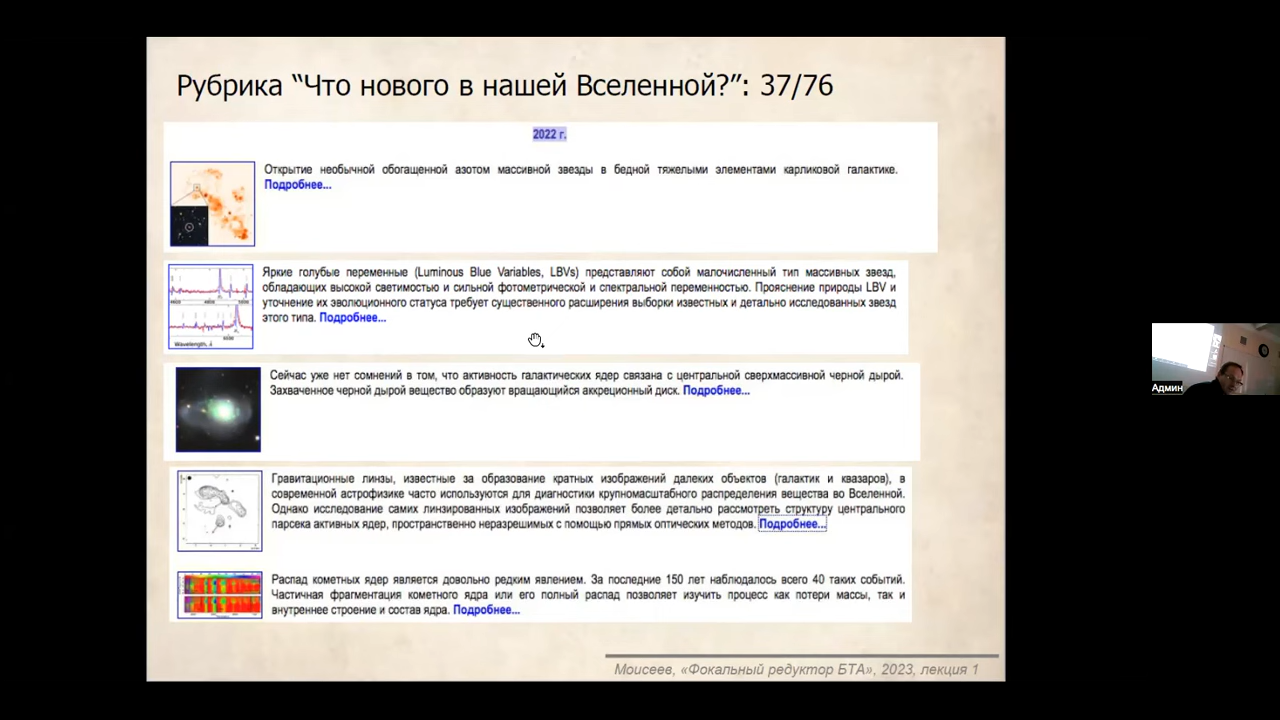 Рубрика “Что нового в нашей Вселенной?”: 37/76
2022 г.
Открытие необычной обогащенной азотом массивной звезды в бедной тяжелыми элементами карликовой галактике.
Подробнее...
Яркие голубые переменные (Luminous Blue Variables, LBVs) представляют собой малочисленный тип массивных звезд,
обладающих высокой светимостью и сильной фотометрической и спектральной переменностью. Прояснение природы LBV и
уточнение их эволюционного статуса требует существенного расширения выборки известных и детально исследованных звезд
этого типа. Подробнее...
Wavelength, Å
Сейчас уже нет сомнений в том, что активность галактических ядер связана с центральной сверхмассивной черной дырой.
Захваченное черной дырой вещество образуют вращающийся аккреционный диск. Подробнее...
Гравитационные линзы, известные за образование кратных изображений далеких объектов (галактик и квазаров), в
современной астрофизике часто используются для диагностики крупномасштабного распределения вещества во Вселенной.
Однако исследование самих линзированных изображений позволяет более детально рассмотреть структуру центрального
парсека активных ядер, пространственно неразрешимых с помощью прямых оптических методов. Подробнее...
Распад кометных ядер является довольно редким явлением. За последние 150 лет наблюдалось всего 40 таких событий.
Частичная фрагментация кометного ядра или его полный распад позволяет изучить процесс как потери массы, так и
внутреннее строение и состав ядра. Подробнее...
Моисеев, «Фокальный редуктор БТА», 2023, лекция 1
Админ